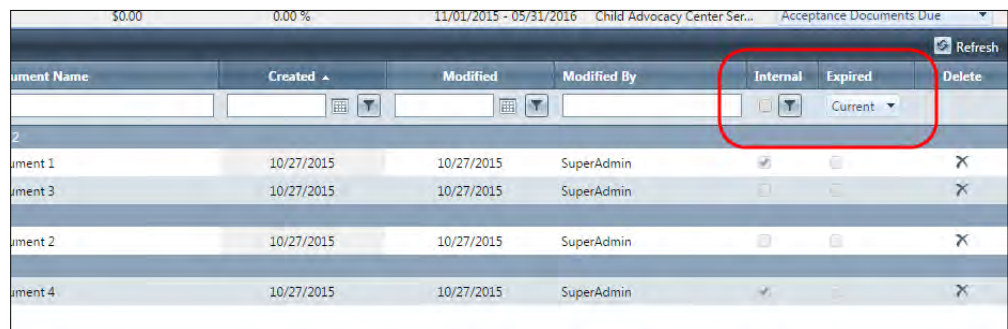 $0.00 0.00 % 11/01/2015 - 05/31/2016 Child Advocacy Center Ser... Acceptance Documents Due
Refresh
ument Name Created Modified Modified By Internal Expired Delete
Current
2
ument 1 10/27/2015 10/27/2015 SuperAdmin
ument 3 10/27/2015 10/27/2015 SuperAdmin
ument 2 10/27/2015 10/27/2015 SuperAdmin
ument 4 10/27/2015 10/27/2015 SuperAdmin